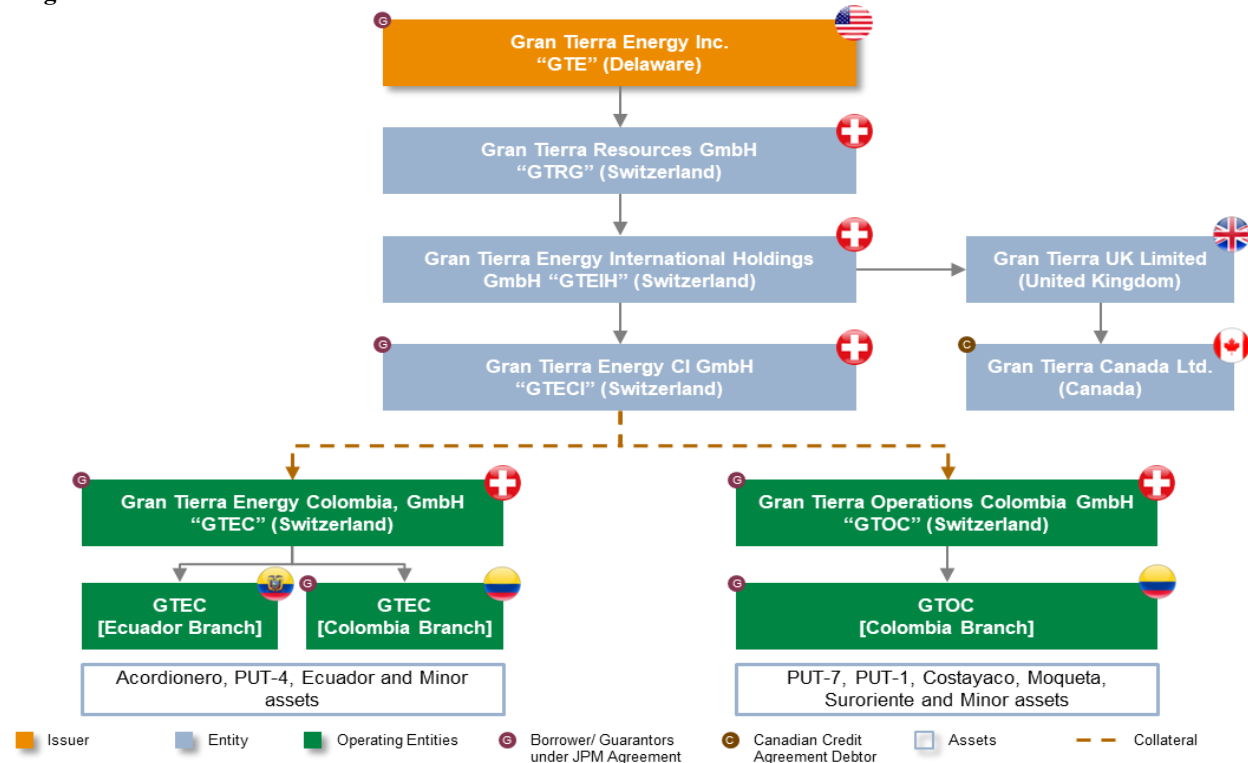 G
Gran Tierra Energy Inc.
“GTE” (Delaware)
Gran Tierra Resources GmbH
“GTRG” (Switzerland)
Gran Tierra Energy International Holdings
GmbH “GTEIH” (Switzerland)
Gran Tierra UK Limited
(United Kingdom)
G
Gran Tierra Energy CI GmbH
“GTECI” (Switzerland)
C
Gran Tierra Canada Ltd.
(Canada)
G
Gran Tierra Energy Colombia, GmbH
“GTEC” (Switzerland)
G
Gran Tierra Operations Colombia GmbH
“GTOC” (Switzerland)
GTEC
[Ecuador Branch]
G
GTEC
[Colombia Branch]
G
GTOC
[Colombia Branch]
Acordionero, PUT-4, Ecuador and Minor
assets
PUT-7, PUT-1, Costayaco, Moqueta,
Suroriente and Minor assets
Issuer
Entity
Operating Entities
G
Borrower/ Guarantors
under JPM Agreement
C
Canadian Credit
Agreement Debtor
Assets
Collateral